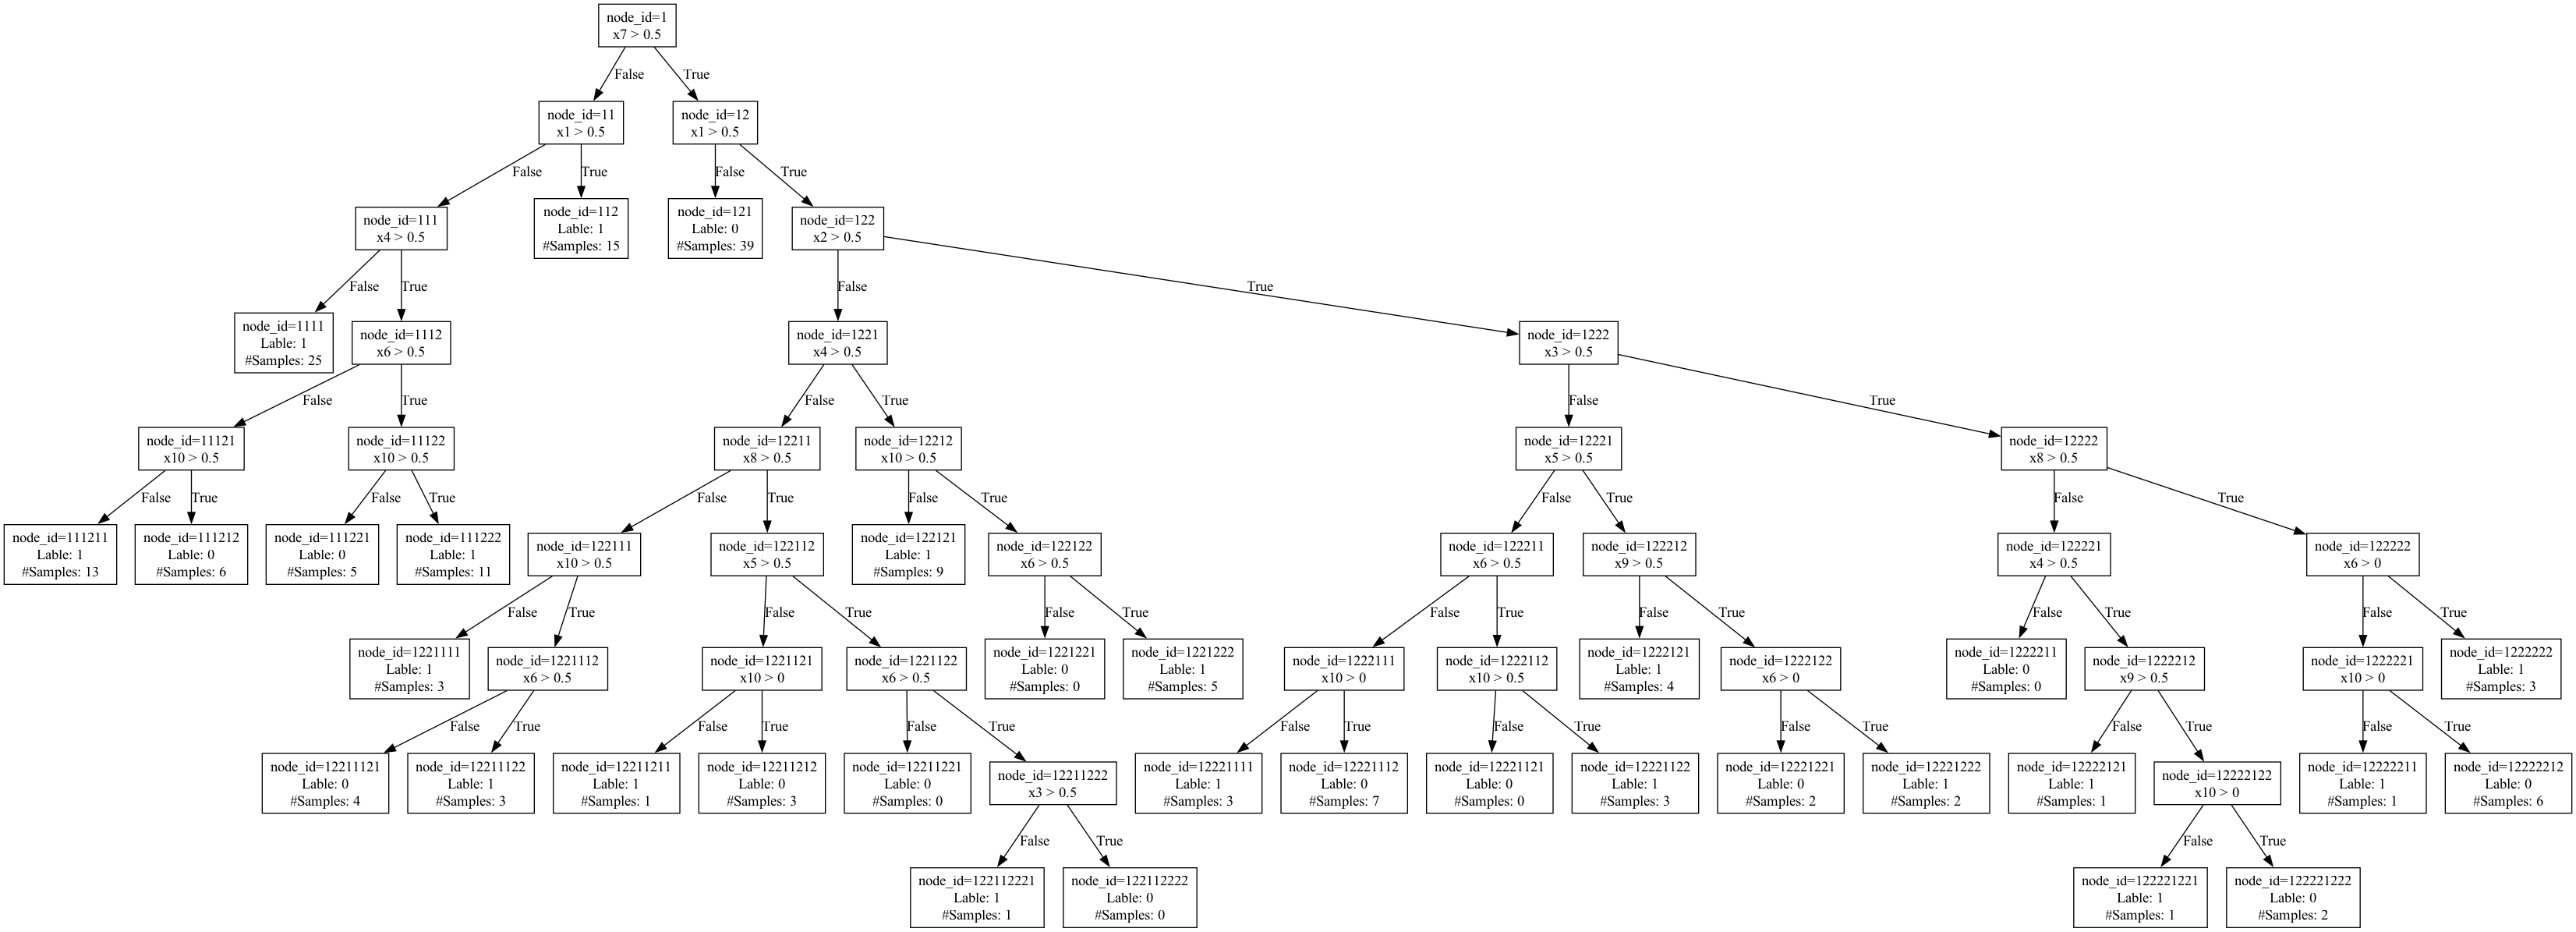 node_id=1
x7 > 0.5
False
True
node_id=11
x1 > 0.5
node_id=12
x1 > 0.5
False
True
False
True
node_id=111
x4 > 0.5
node_id=112
Lable: 1
#Samples: 15
node_id=121
Lable: 0
#Samples: 39
node_id=122
x2 > 0.5
False
True
False
True
node_id=1111
Lable: 1
#Samples: 25
node_id=1112
x6 > 0.5
node_id=1221
x4 > 0.5
node_id=1222
x3 > 0.5
False
True
False
True
False
True
node_id=11121
x10 > 0.5
node_id=11122
x10 > 0.5
node_id=12211
x8 > 0.5
node_id=12212
x10 > 0.5
node_id=12221
x5 > 0.5
node_id=12222
x8 > 0.5
False
True
False
True
False
True
False
True
False
True
False
True
node_id=111211
Lable: 1
#Samples: 13
node_id=111212
Lable: 0
#Samples: 6
node_id=111221
Lable: 0
#Samples: 5
node_id=111222
Lable: 1
#Samples: 11
node_id=122111
x10 > 0.5
node_id=122112
x5 > 0.5
node_id=122121
Lable: 1
#Samples: 9
node_id=122122
x6 > 0.5
node_id=122211
x6 > 0.5
node_id=122212
x9 > 0.5
node_id=122221
x4 > 0.5
node_id=122222
x6 > 0
False
True
False
True
False
True
False
True
False
True
False
True
False
True
node_id=1221111
Lable: 1
#Samples: 3
node_id=1221112
x6 > 0.5
node_id=1221121
x10 > 0
node_id=1221122
x6 > 0.5
node_id=1221221
Lable: 0
#Samples: 0
node_id=1221222
Lable: 1
#Samples: 5
node_id=1222111
x10 > 0
node_id=1222112
x10 > 0.5
node_id=1222121
Lable: 1
#Samples: 4
node_id=1222122
x6 > 0
node_id=1222211
Lable: 0
#Samples: 0
node_id=1222212
x9 > 0.5
node_id=1222221
x10 > 0
node_id=1222222
Lable: 1
#Samples: 3
False
True
False
True
False
True
False
True
False
True
False
True
False
True
False
True
node_id=12211121
Lable: 0
#Samples: 4
node_id=12211122
Lable: 1
#Samples: 3
node_id=12211211
Lable: 1
#Samples: 1
node_id=12211212
Lable: 0
#Samples: 3
node_id=12211221
Lable: 0
#Samples: 0
node_id=12211222
x3 > 0.5
node_id=12221111
Lable: 1
#Samples: 3
node_id=12221112
Lable: 0
#Samples: 7
node_id=12221121
Lable: 0
#Samples: 0
node_id=12221122
Lable: 1
#Samples: 3
node_id=12221221
Lable: 0
#Samples: 2
node_id=12221222
Lable: 1
#Samples: 2
node_id=12222121
Lable: 1
#Samples: 1
node_id=12222122
x10 > 0
node_id=12222211
Lable: 1
#Samples: 1
node_id=12222212
Lable: 0
#Samples: 6
False
True
False
True
node_id=122112221
Lable: 1
#Samples: 1
node_id=122112222
Lable: 0
#Samples: 0
node_id=122221221
Lable: 1
#Samples: 1
node_id=122221222
Lable: 0
#Samples: 2